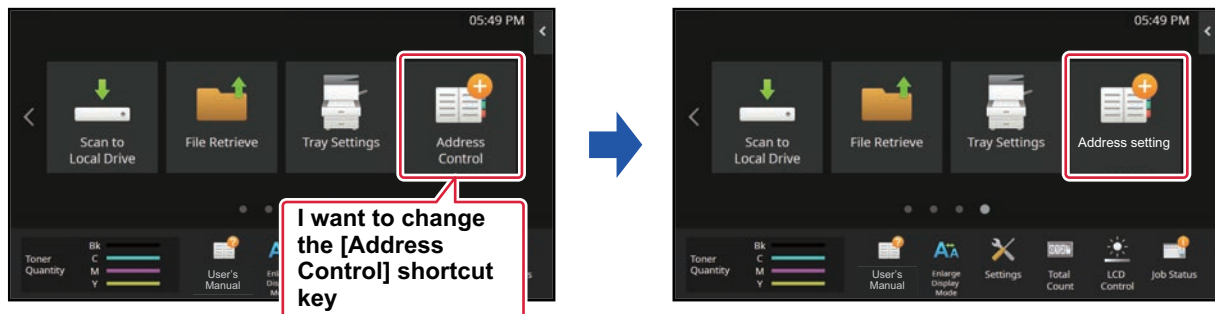 05:49 PM
Scan to
Local Drive
File Retrieve
Tray Settings
Address
Control
I want to change
the [Address
Control] shortcut
key
Toner
Quantity
Bk
C
M
Y
User's
Manual
05:49 PM
Scan to
Local Drive
File Retrieve
Tray Settings
Address setting
Toner
Quantity
Bk
C
M
Y
User's
Manual
Enlarge
Display
Mode
Settings
Total
Count
LCD
Control
Job Status